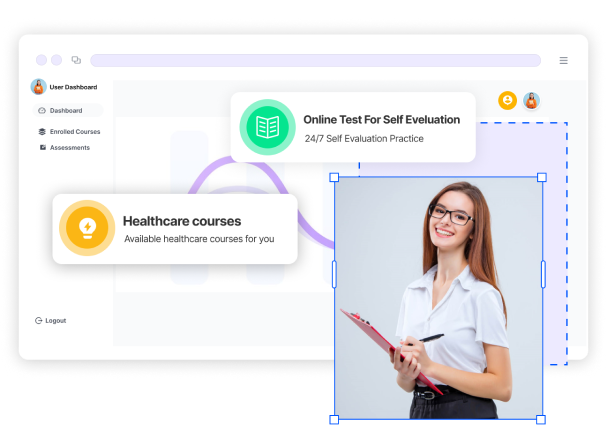 User Dashboard
Dashboard
Enrolled Courses
Assessments
Online Test For Self Eveluation
24/7 Self Evaluation Practice
Healthcare courses
Available healthcare courses for you
Logout